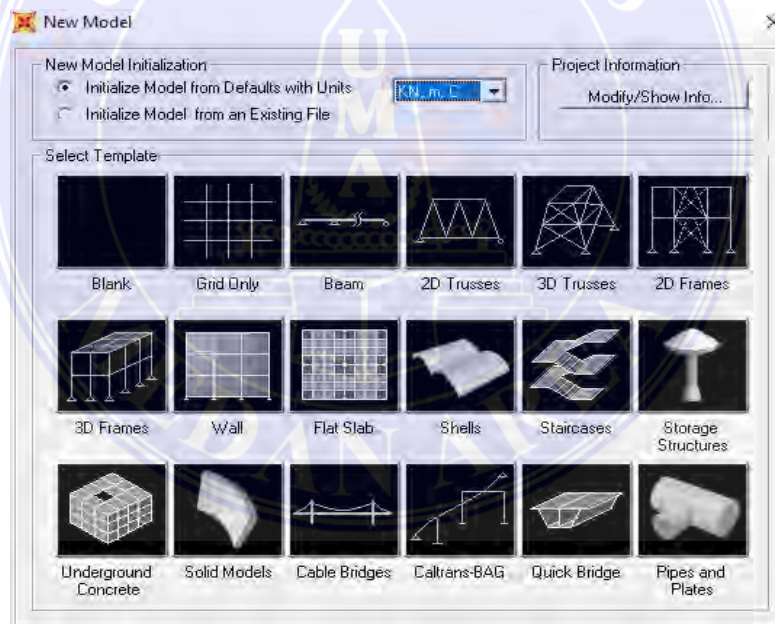 New Model
New Model Initialization
Project Information
Initialize Model from Defaults with Units
KN, m, C
Modify/Show Info...
Initialize Model from an Existing File
Select Template
Blank
Grid Only
Beam
2D Trusses
3D Trusses
2D Frames
3D Frames
Wall
Flat Slab
Shells
Staircases
Storage
Structures
Underground
Concrete
Solid Models
Cable Bridges
Caltrans-BAG
Quick Bridge
Pipes and
Plates
UMA
MEDAN AREA